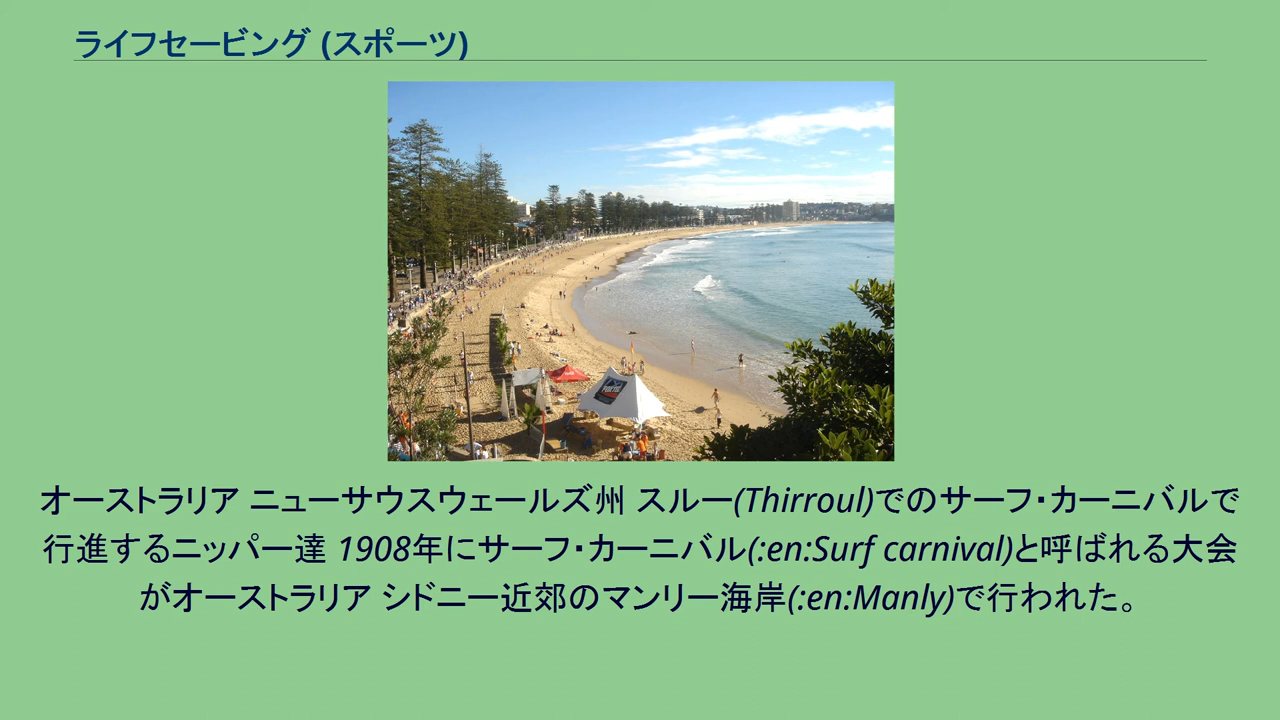 ライフセービング (スポーツ)
オーストラリア ニューサウスウェールズ州 スルー(Thirroul)でのサーフ・カーニバルで
行進するニッパー達 1908年にサーフ・カーニバル(:en:Surf carnival)と呼ばれる大会
がオーストラリア シドニー近郊のマンリー海岸(:en:Manly)で行われた。